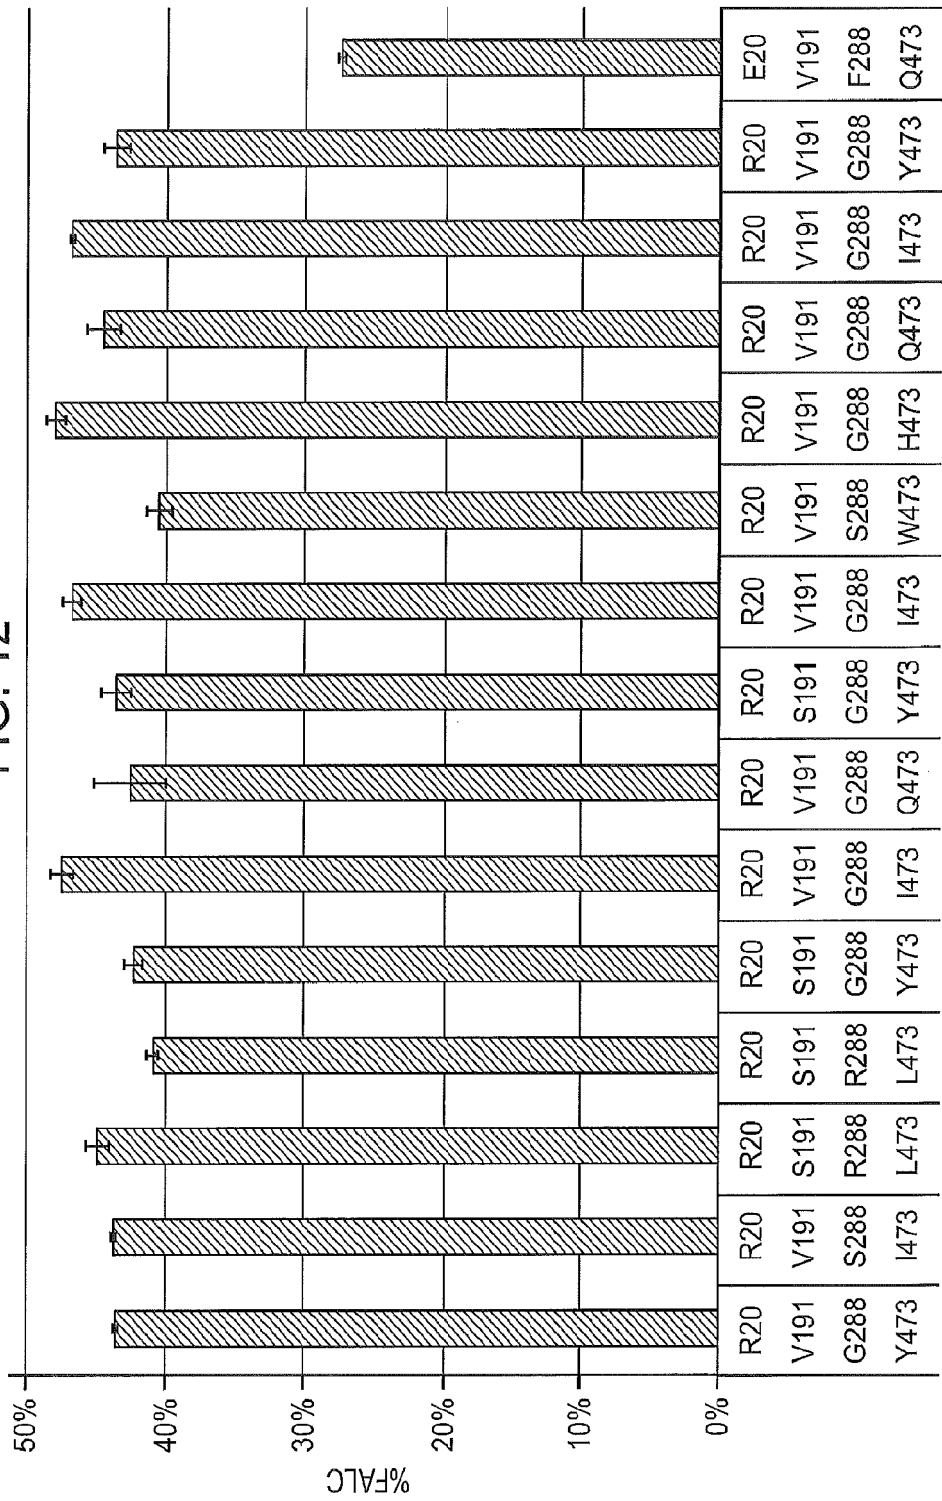 FIG. 12
%FALC
50%
40%
30%
20%
10%
0%
R20 R20 R20 R20 R20 R20 R20 R20 R20 R20 R20 R20 R20 R20 E20
V191 V191 S191 S191 S191 V191 V191 S191 V191 V191 V191 V191 V191 V191 V191
G288 S288 R288 R288 G288 G288 G288 G288 G288 S288 G288 G288 G288 G288 F288
Y473 I473 L473 L473 Y473 I473 Q473 Y473 I473 W473 H473 Q473 I473 Y473 Q473